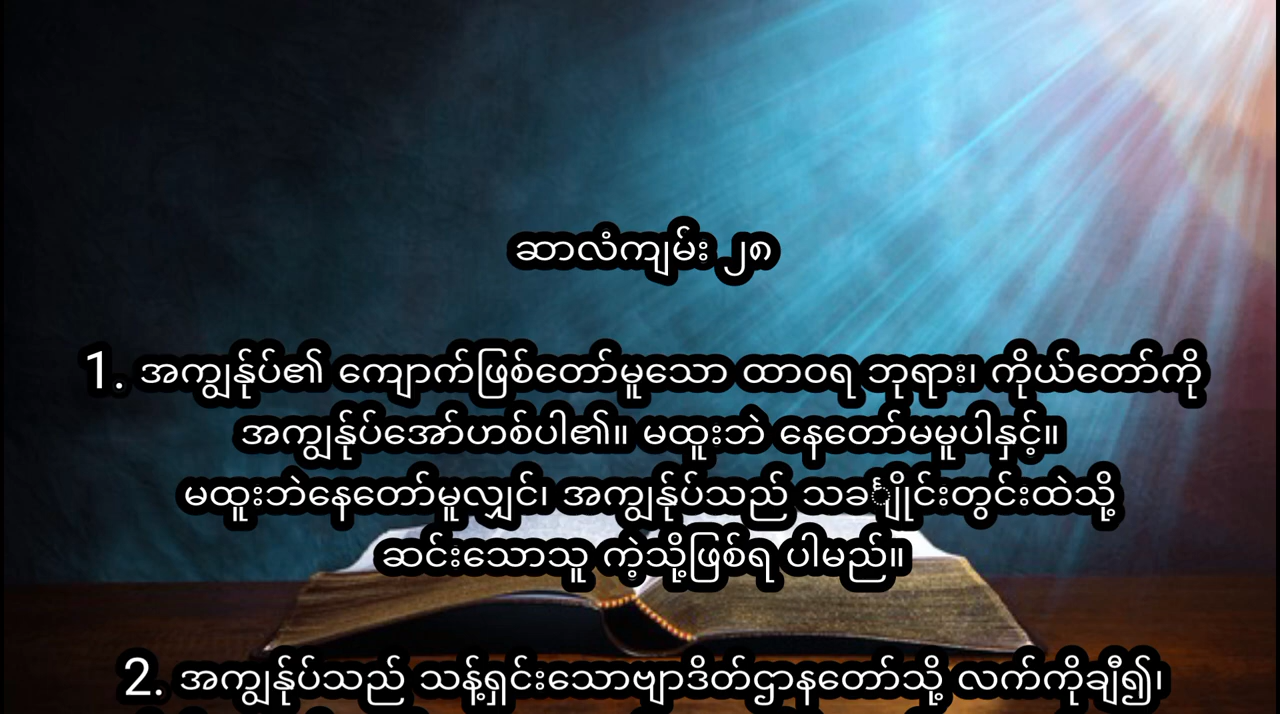 ဆာလံကျမ်း ၂၈
1. အကျွန်ုပ်၏ ကျောက်ဖြစ်တော်မူသော ထာဝရ ဘုရား၊ ကိုယ်တော်ကို
အကျွန်ုပ်အော်ဟစ်ပါ၏။ မထူးဘဲ နေတော်မမူပါနှင့်။
မထူးဘဲနေတော်မူလျှင်၊ အကျွန်ုပ်သည် သခင်္ျိုင်းတွင်းထဲသို့
ဆင်းသောသူ ကဲ့သို့ဖြစ်ရ ပါမည်။
2. အကျွန်ုပ်သည် သန့်ရှင်းသောဗျာဒိတ်ဌာနတော်သို့ လက်ကိုချီ၍၊